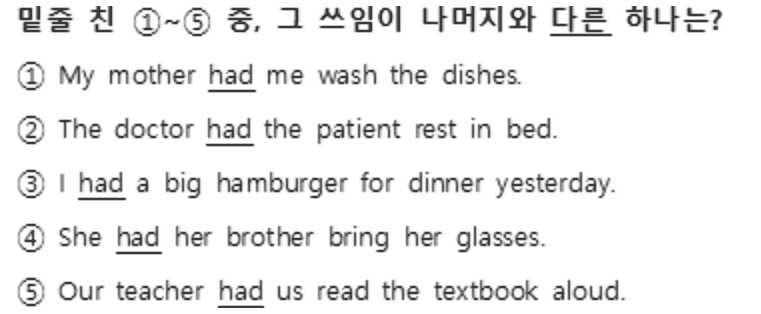 밑줄 친 ①~⑤ 중, 그 쓰임이 나머지와 다른 하나는?
① My mother had me wash the dishes.
② The doctor had the patient rest in bed.
③ I had a big hamburger for dinner yesterday.
④ She had her brother bring her glasses.
⑤ Our teacher had us read the textbook aloud.